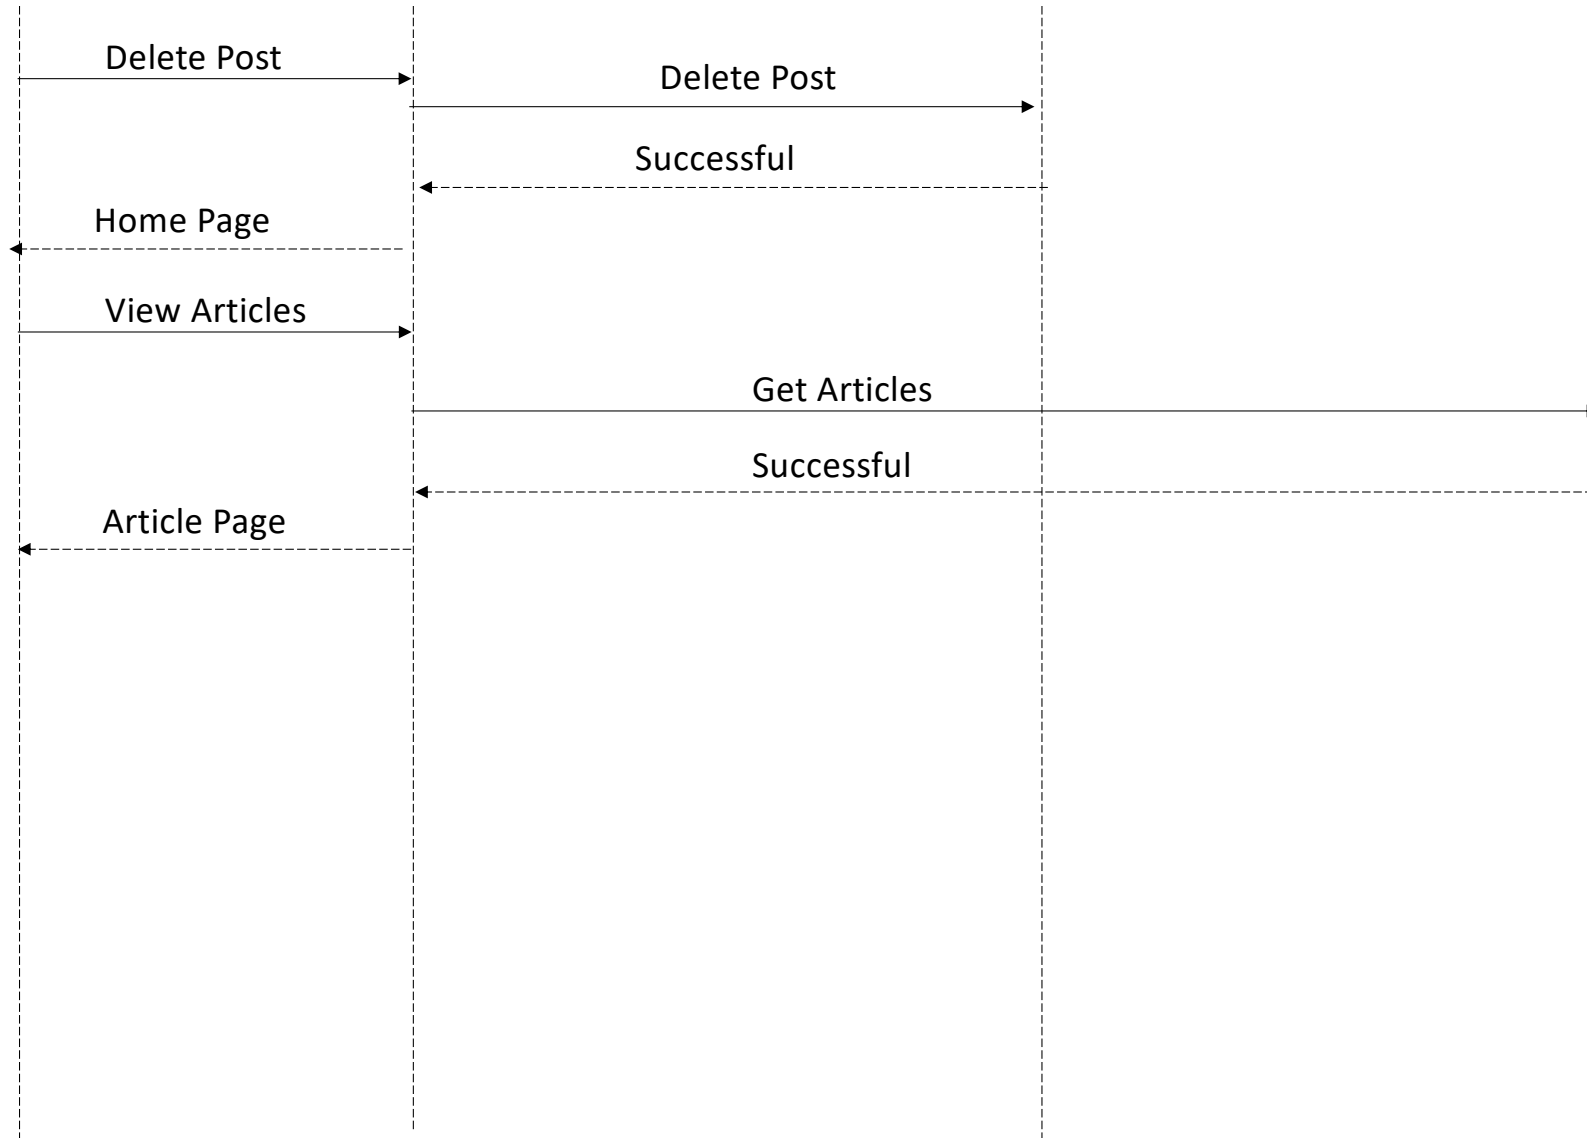 Delete Post
Delete Post
Successful
Home Page
View Articles
Get Articles
Successful
Article Page